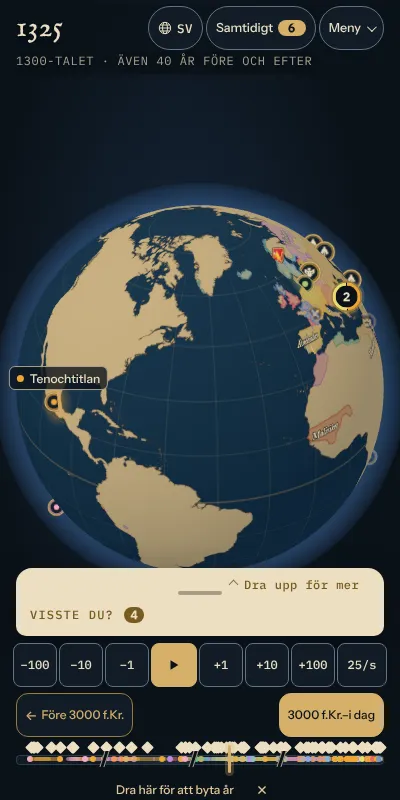 1325
SV
Samtidigt 6
Meny
1300-TALET · ÄVEN 40 ÅR FÖRE OCH EFTER
2
Tenochtitlan
Dra upp för mer
VISSTE DU? 4
−100
−10
−1
+1
+10
+100
25/s
← Före 3000 f.Kr.
3000 f.Kr.–i dag
Dra här för att byta år ✕